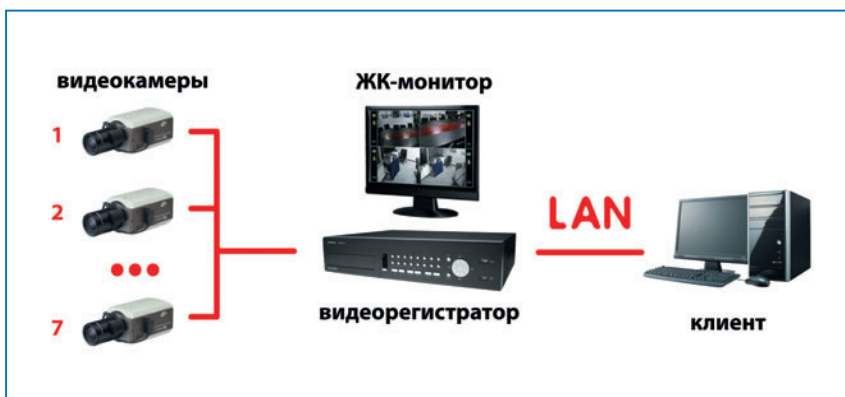 видеокамеры
ЖК-монитор
1
2
7
LAN
видеорегистратор
клиент